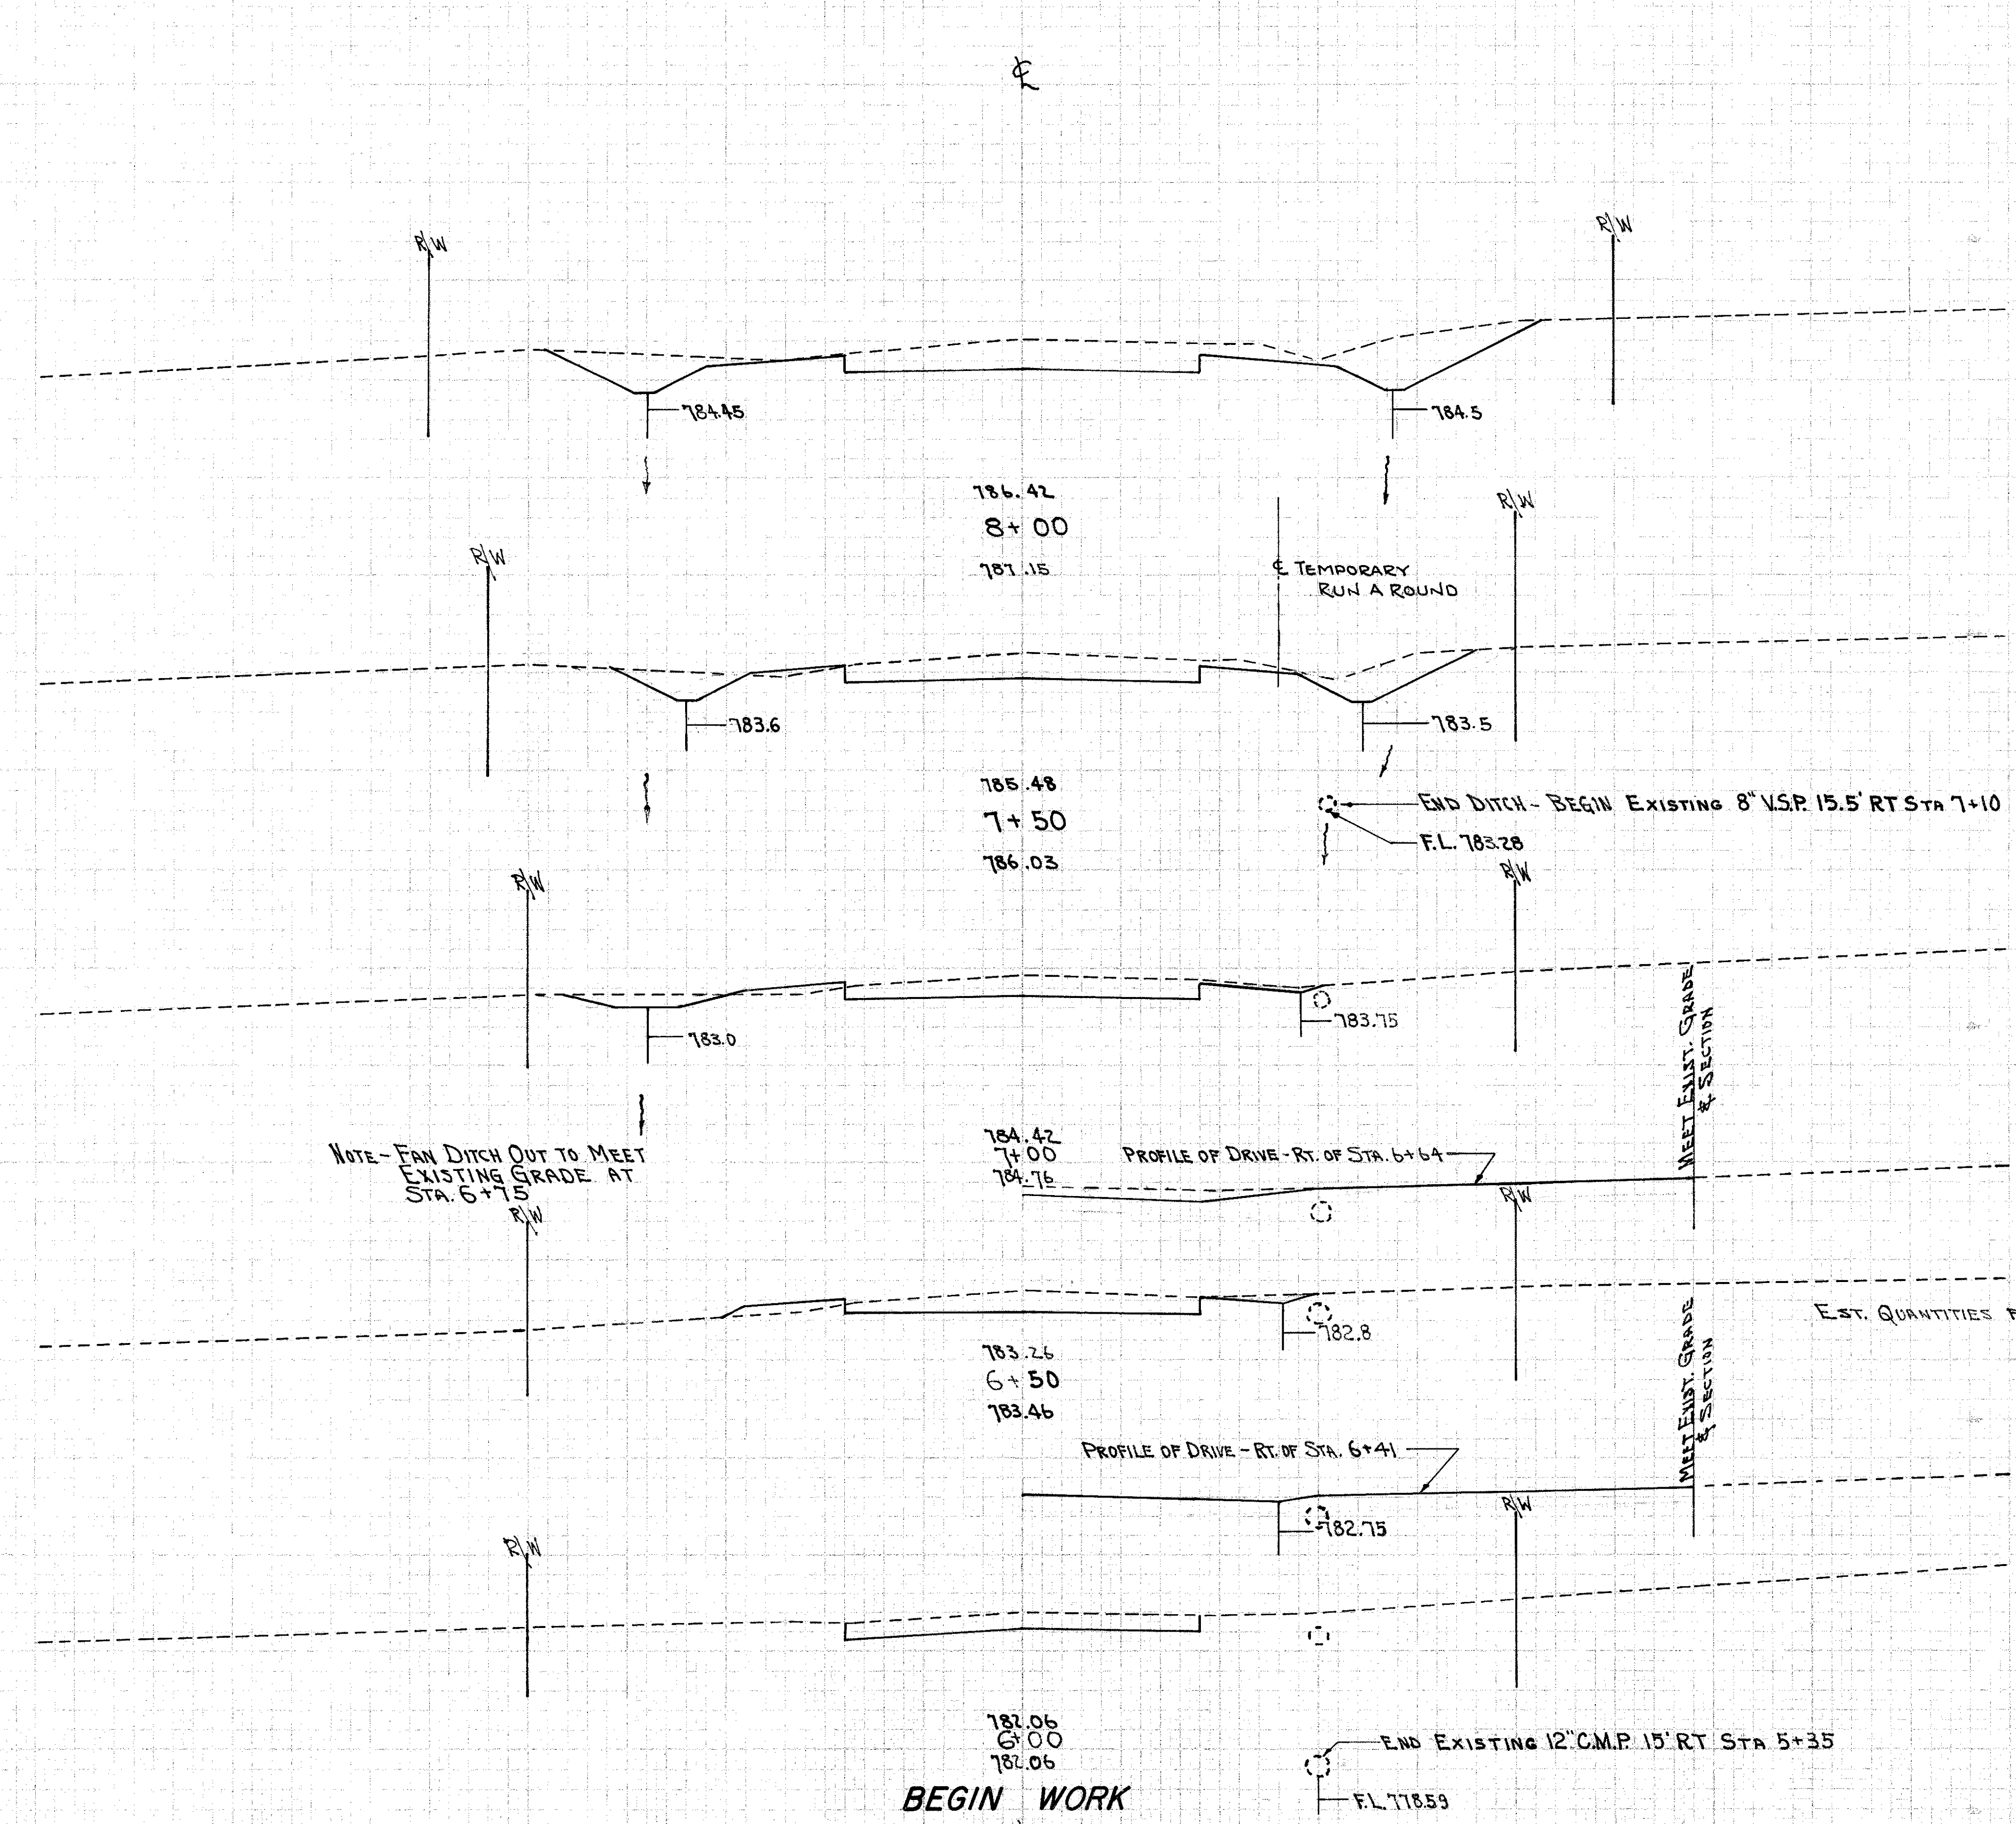 ℄
R/W
R/W
784.45
784.5
786.42
8+00
787.15
R/W
R/W
℄ TEMPORARY
RUN AROUND
783.6
783.5
785.48
7+50
786.03
END DITCH - BEGIN EXISTING 8" V.S.P. 15.5' RT STA 7+10
F.L. 783.28
R/W
R/W
783.0
783.75
MEET EXIST. GRADE
& SECTION
NOTE - FAN DITCH OUT TO MEET
EXISTING GRADE AT
STA. 6+75
784.42
7+00
784.76
PROFILE OF DRIVE - RT. OF STA. 6+64
R/W
R/W
782.8
EST. QUANTITIES
783.26
6+50
783.46
MEET EXIST. GRADE
& SECTION
PROFILE OF DRIVE - RT. OF STA. 6+41
R/W
R/W
782.75
782.06
6+00
782.06
BEGIN WORK
END EXISTING 12" C.M.P. 15' RT STA 5+35
F.L. 778.59